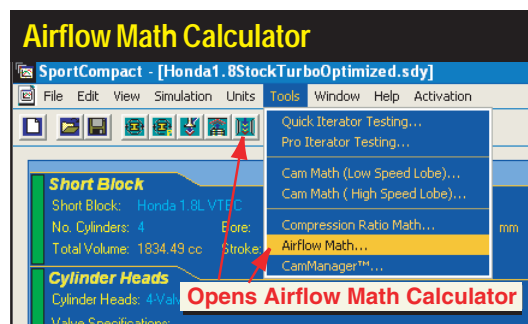 Airflow Math Calculator
SportCompact - [Honda1.8StockTurboOptimized.sdy]
File Edit View Simulation Units Tools Window Help Activation
Quick Iterator Testing...
Pro Iterator Testing...
Cam Math (Low Speed Lobe)...
Cam Math ( High Speed Lobe)...
Compression Ratio Math...
Airflow Math...
CamManager™...
Short Block
Short Block: Honda 1.8L VTEC
No. Cylinders: 4 Bore: mm
Total Volume: 1834.49 cc Stroke:
Cylinder Heads
Cylinder Heads: 4-Valv
Opens Airflow Math Calculator
Valve Specifications: